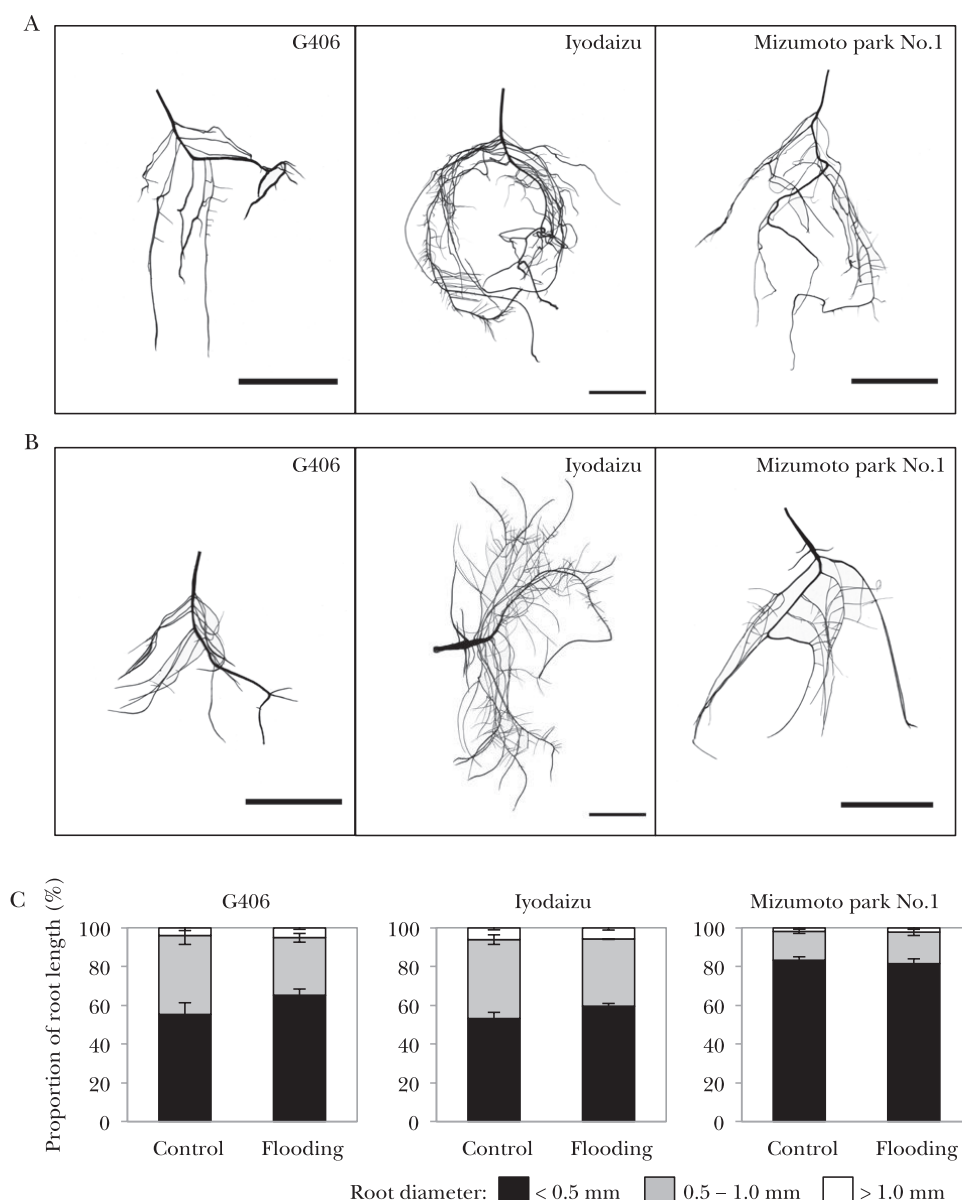 A
G406
Iyodaizu
Mizumoto park No.1
B
G406
Iyodaizu
Mizumoto park No.1
C
Proportion of root length (%)
G406
Iyodaizu
Mizumoto park No.1
100
80
60
40
20
0
100
80
60
40
20
0
100
80
60
40
20
0
Control
Flooding
Control
Flooding
Control
Flooding
Root diameter: < 0.5 mm 0.5 – 1.0 mm > 1.0 mm